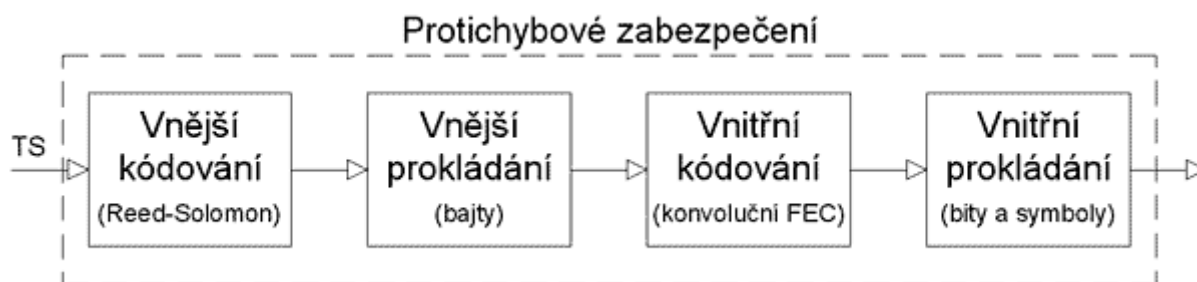 Protichybové zabezpečení
TS
Vnější
kódování
(Reed-Solomon)
Vnější
prokládání
(bajty)
Vnitřní
kódování
(konvoluční FEC)
Vnitřní
prokládání
(bity a symboly)